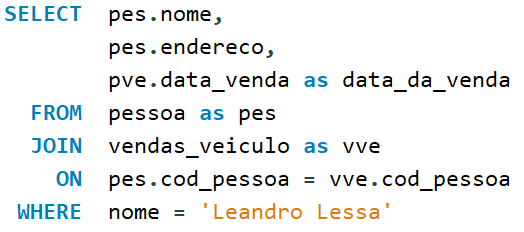 SELECT pes.nome,
pes.endereco,
pve.data_venda as data_da_venda
FROM pessoa as pes
JOIN vendas_veiculo as vve
ON pes.cod_pessoa = vve.cod_pessoa
WHERE nome = 'Leandro Lessa'